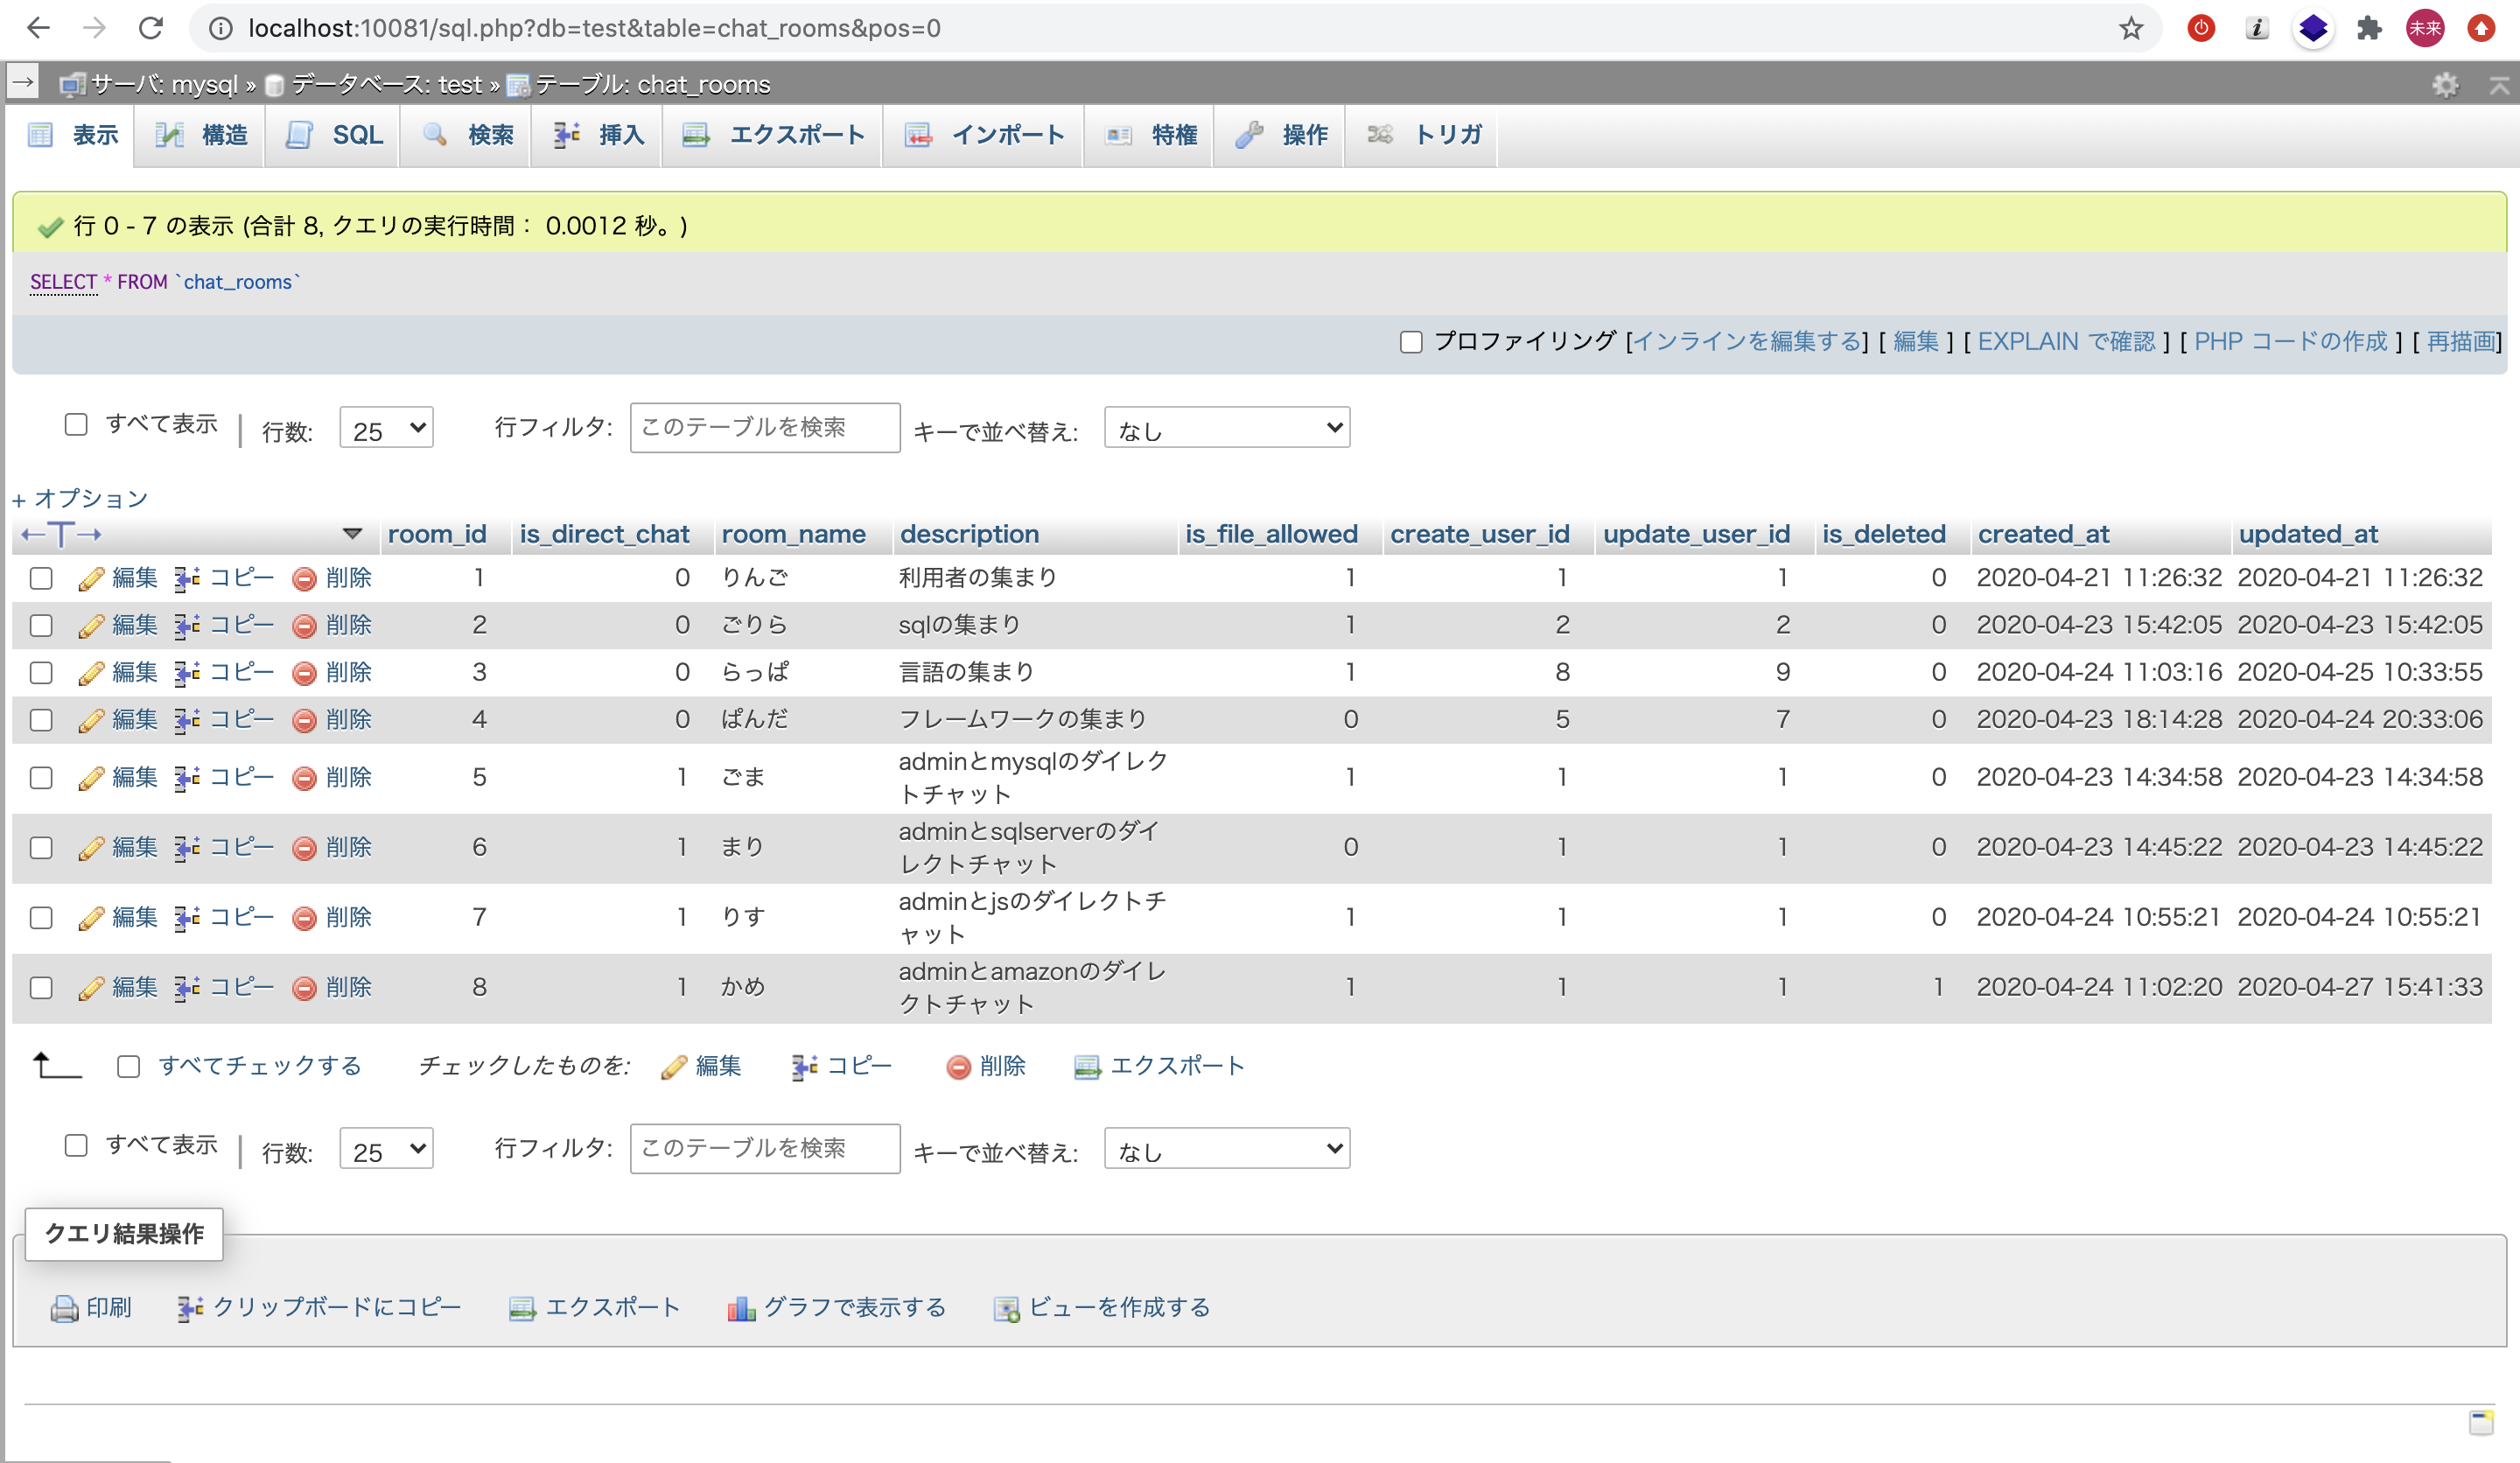 localhost:10081/sql.php?db=test&table=chat_rooms&pos=0
未来
サーバ: mysql » データベース: test » テーブル: chat_rooms
表示 構造 SQL 検索 挿入 エクスポート インポート 特権 操作 トリガ
行 0 - 7 の表示 (合計 8, クエリの実行時間： 0.0012 秒。)
SELECT * FROM `chat_rooms`
プロファイリング [インラインを編集する] [ 編集 ] [ EXPLAIN で確認 ] [ PHP コードの作成 ] [ 再描画]
すべて表示 | 行数: 25 行フィルタ: このテーブルを検索 キーで並べ替え: なし
+ オプション
←T→ room_id is_direct_chat room_name description is_file_allowed create_user_id update_user_id is_deleted created_at updated_at
編集 コピー 削除 1 0 りんご 利用者の集まり 1 1 1 0 2020-04-21 11:26:32 2020-04-21 11:26:32
編集 コピー 削除 2 0 ごりら sqlの集まり 1 2 2 0 2020-04-23 15:42:05 2020-04-23 15:42:05
編集 コピー 削除 3 0 らっぱ 言語の集まり 1 8 9 0 2020-04-24 11:03:16 2020-04-25 10:33:55
編集 コピー 削除 4 0 ぱんだ フレームワークの集まり 0 5 7 0 2020-04-23 18:14:28 2020-04-24 20:33:06
編集 コピー 削除 5 1 ごま adminとmysqlのダイレク
トチャット 1 1 1 0 2020-04-23 14:34:58 2020-04-23 14:34:58
編集 コピー 削除 6 1 まり adminとsqlserverのダイ
レクトチャット 0 1 1 0 2020-04-23 14:45:22 2020-04-23 14:45:22
編集 コピー 削除 7 1 りす adminとjsのダイレクトチ
ャット 1 1 1 0 2020-04-24 10:55:21 2020-04-24 10:55:21
編集 コピー 削除 8 1 かめ adminとamazonのダイレ
クトチャット 1 1 1 1 2020-04-24 11:02:20 2020-04-27 15:41:33
すべてチェックする チェックしたものを: 編集 コピー 削除 エクスポート
すべて表示 | 行数: 25 行フィルタ: このテーブルを検索 キーで並べ替え: なし
クエリ結果操作
印刷 クリップボードにコピー エクスポート グラフで表示する ビューを作成する